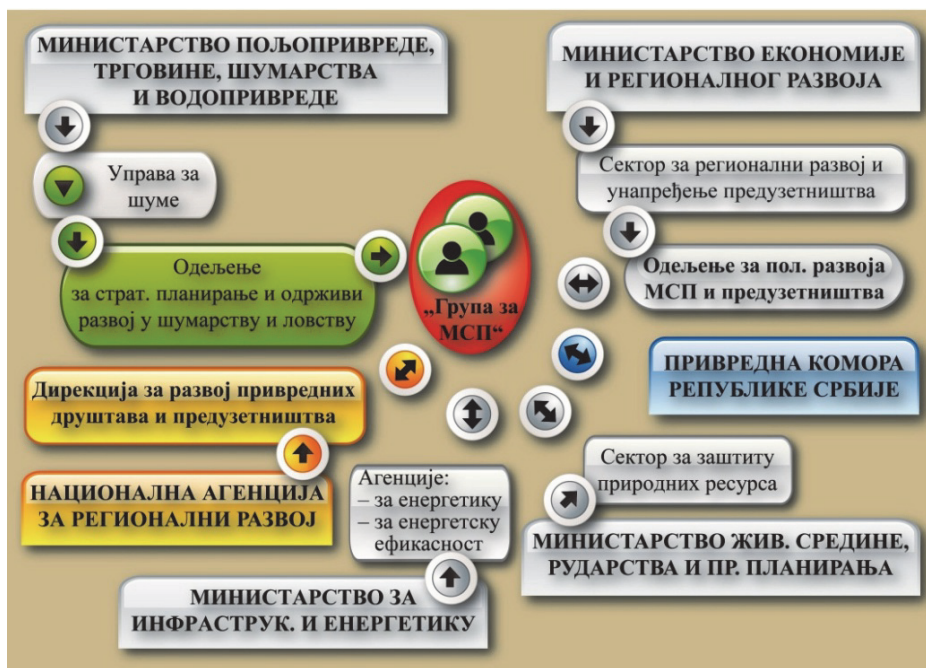 МИНИСТАРСТВО ПОЉОПРИВРЕДЕ,
ТРГОВИНЕ, ШУМАРСТВА
И ВОДОПРИВРЕДЕ
МИНИСТАРСТВО ЕКОНОМИЈЕ
И РЕГИОНАЛНОГ РАЗВОЈА
Управа за
шуме
Сектор за регионални развој и
унапређење предузетништва
Одељење
за страт. планирање и одрживи
развој у шумарству и ловству
„Група за
МСП“
Одељење за пол. развоја
МСП и предузетништва
ПРИВРЕДНА КОМОРА
РЕПУБЛИКЕ СРБИЈЕ
Дирекција за развој привредних
друштава и предузетништва
НАЦИОНАЛНА АГЕНЦИЈА
ЗА РЕГИОНАЛНИ РАЗВОЈ
Агенције:
– за енергетику
– за енергетску
ефикасност
Сектор за заштиту
природних ресурса
МИНИСТАРСТВО ЖИВ. СРЕДИНЕ,
РУДАРСТВА И ПР. ПЛАНИРАЊА
МИНИСТАРСТВО ЗА
ИНФРАСТРУК. И ЕНЕРГЕТИКУ